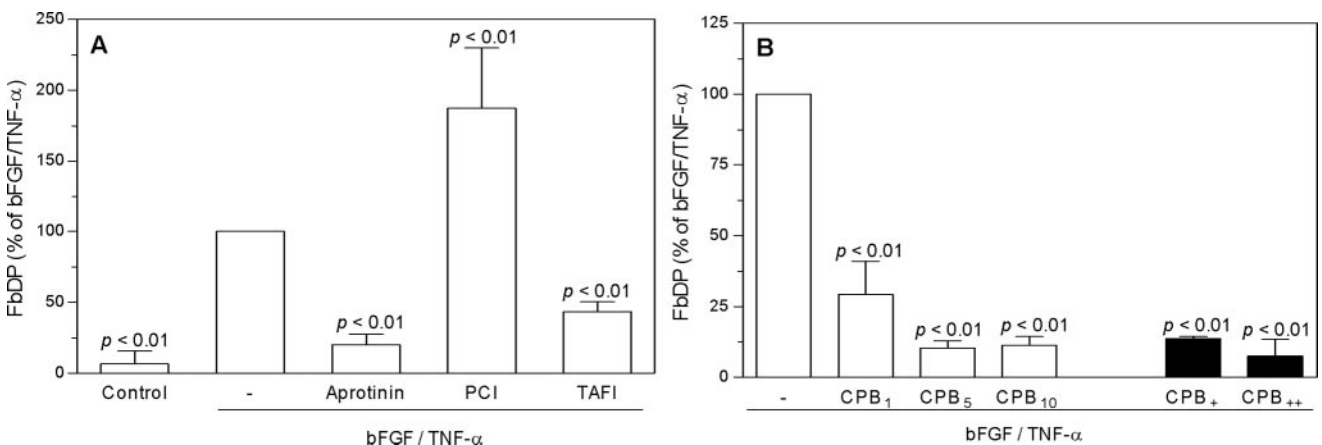 A
FbDP (% of bFGF/TNF-α)
250
200
150
100
50
0
p < 0.01
p < 0.01
p < 0.01
p < 0.01
Control
-
Aprotinin
PCI
TAFI
bFGF / TNF-α
B
FbDP (% of bFGF/TNF-α)
125
100
75
50
25
0
p < 0.01
p < 0.01
p < 0.01
p < 0.01
p < 0.01
-
CPB1
CPB5
CPB10
CPB+
CPB++
bFGF / TNF-α